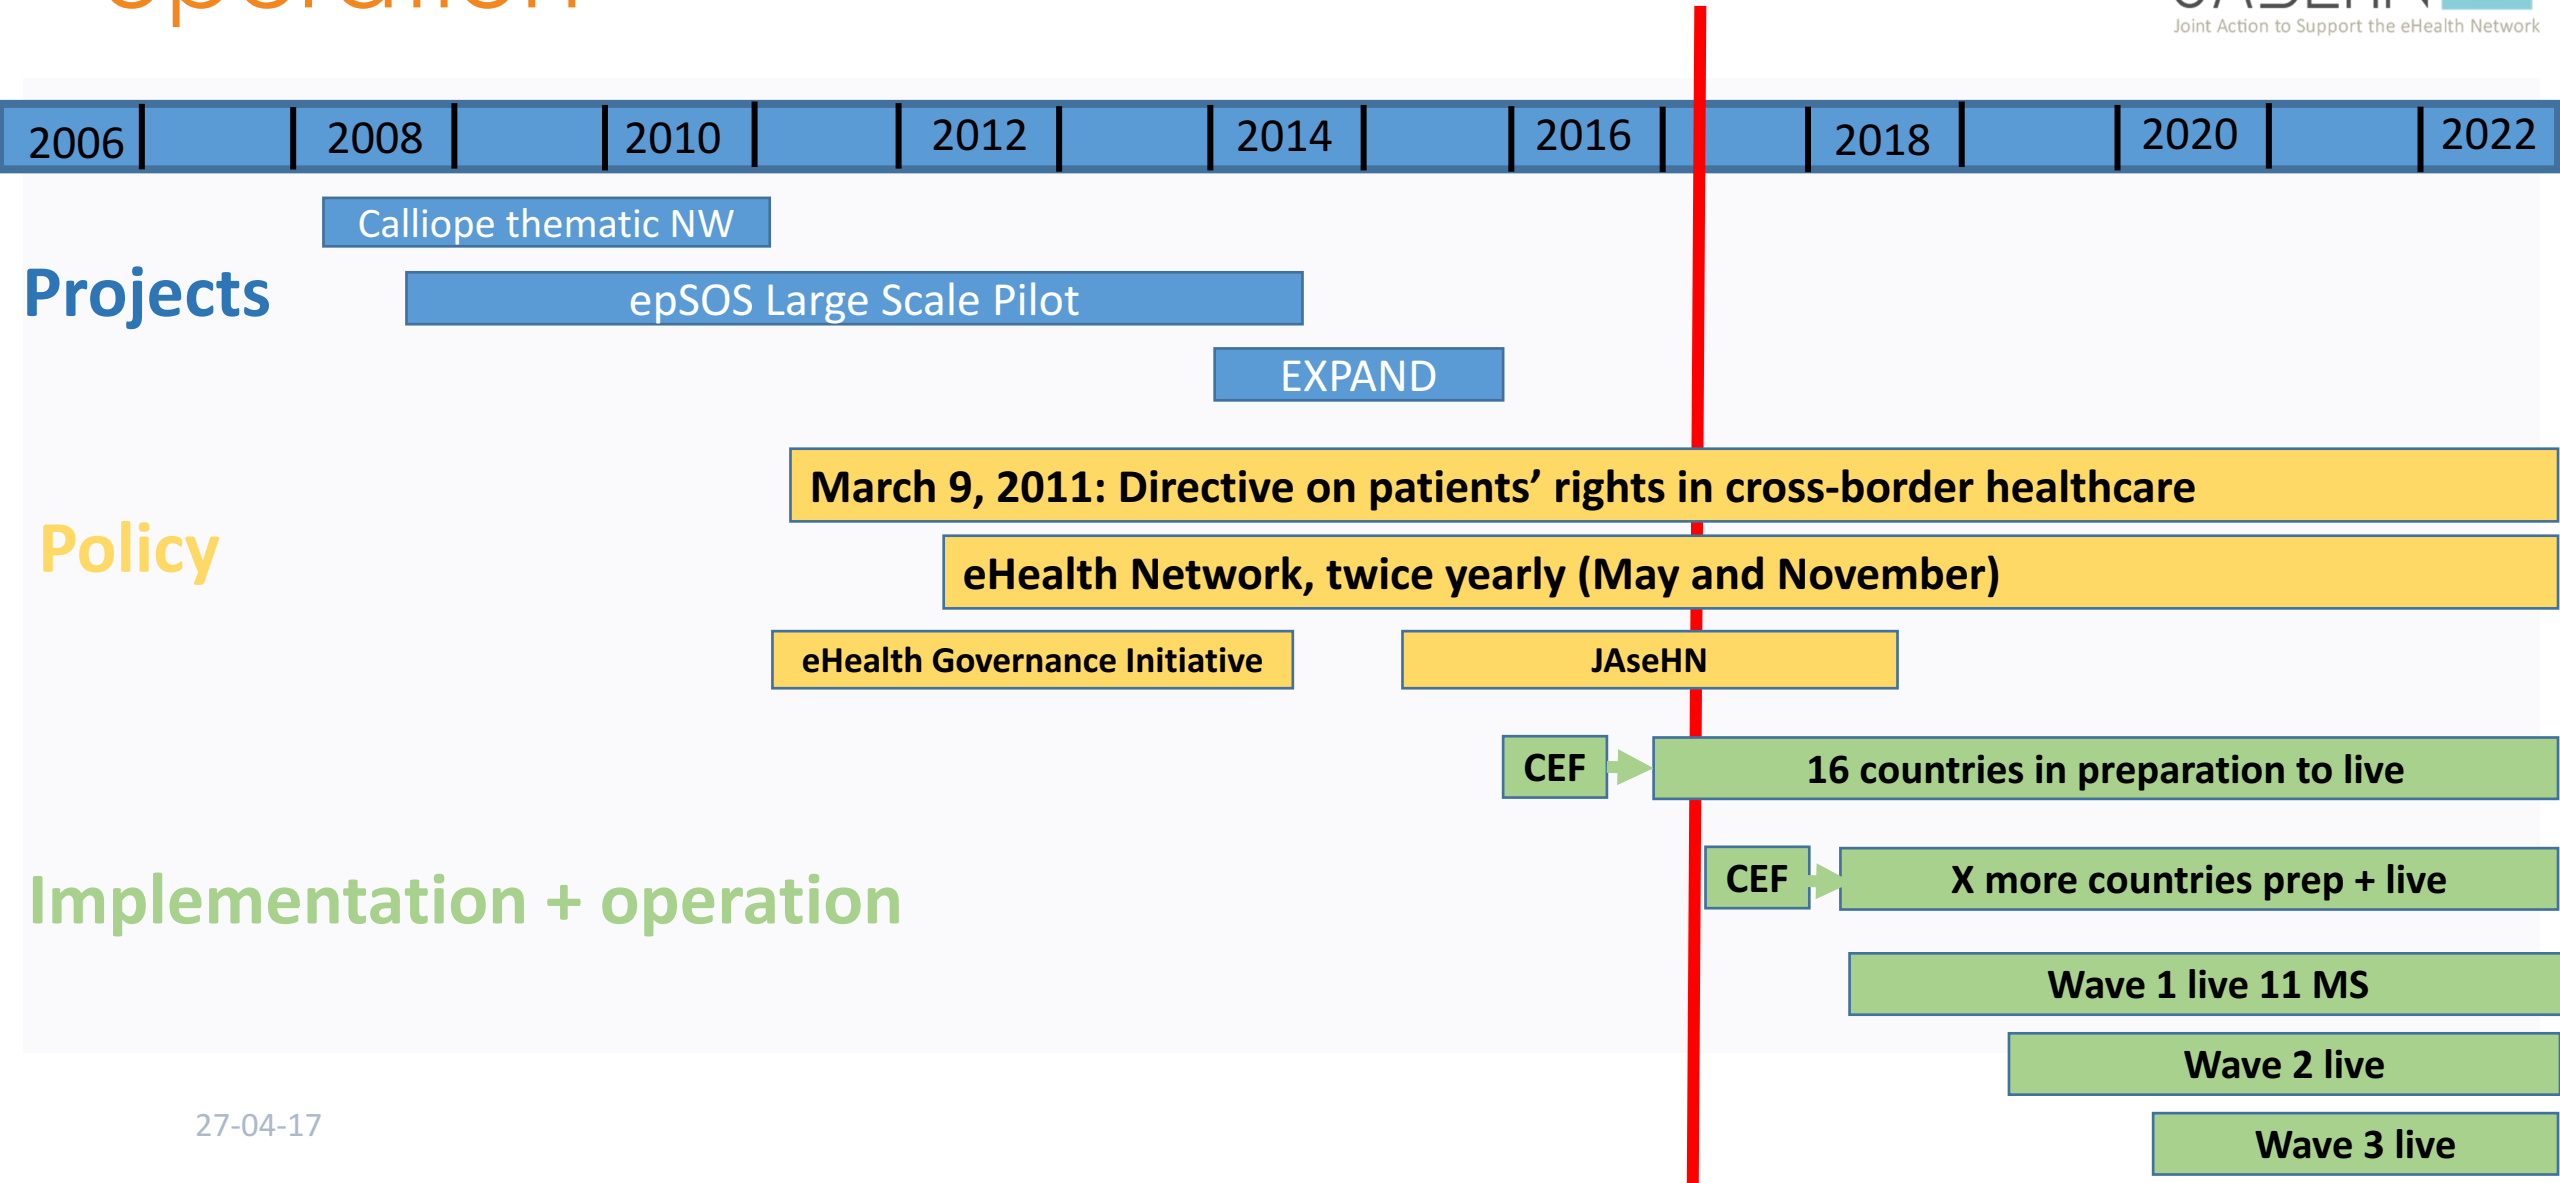 operation
JASEHN
Joint Action to Support the eHealth Network
2006 2008 2010 2012 2014 2016 2018 2020 2022
Calliope thematic NW
Projects
epSOS Large Scale Pilot
EXPAND
March 9, 2011: Directive on patients’ rights in cross-border healthcare
Policy
eHealth Network, twice yearly (May and November)
eHealth Governance Initiative JAseHN
CEF 16 countries in preparation to live
CEF X more countries prep + live
Implementation + operation
Wave 1 live 11 MS
Wave 2 live
27-04-17
Wave 3 live